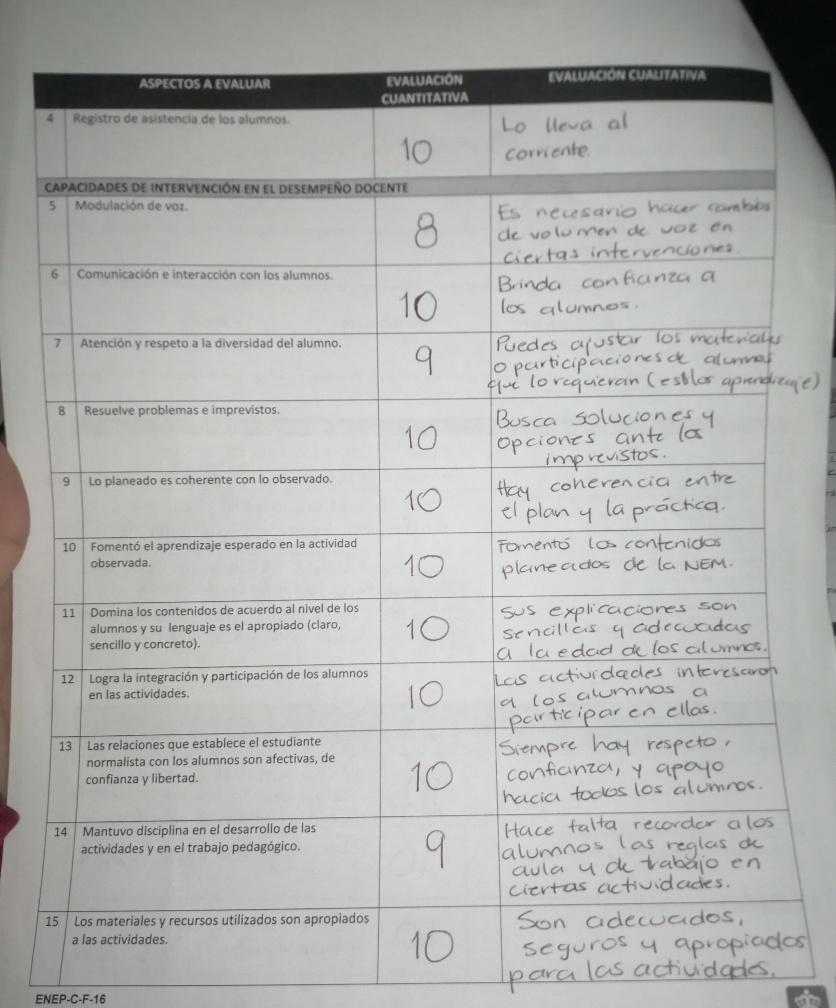 ASPECTOS A EVALUAR
EVALUACIÓN
CUANTITATIVA
EVALUACIÓN CUALITATIVA
4 Registro de asistencia de los alumnos.
10
Lo lleva al
corriente.
CAPACIDADES DE INTERVENCIÓN EN EL DESEMPEÑO DOCENTE
5 Modulación de voz.
8
Es necesario hacer cambios
de volumen de voz en
ciertas intervenciones.
6 Comunicación e interacción con los alumnos.
10
Brinda confianza a
los alumnos.
7 Atención y respeto a la diversidad del alumno.
9
Puedes ajustar los materiales
o participaciones de alumnos
que lo requieran (estilos aprendizaje)
8 Resuelve problemas e imprevistos.
10
Busca soluciones y
opciones ante los
imprevistos.
9 Lo planeado es coherente con lo observado.
10
Hay coherencia entre
el plan y la práctica.
10 Fomentó el aprendizaje esperado en la actividad
observada.
10
Fomentó los contenidos
planeados de la NEM.
11 Domina los contenidos de acuerdo al nivel de los
alumnos y su lenguaje es el apropiado (claro,
sencillo y concreto).
10
Sus explicaciones son
sencillas y adecuadas
a la edad de los alumnos.
12 Logra la integración y participación de los alumnos
en las actividades.
10
Las actividades interesaron
a los alumnos a
participar en ellas.
13 Las relaciones que establece el estudiante
normalista con los alumnos son afectivas, de
confianza y libertad.
10
Siempre hay respeto,
confianza, y apoyo
hacia todos los alumnos.
14 Mantuvo disciplina en el desarrollo de las
actividades y en el trabajo pedagógico.
9
Hace falta recordar a los
alumnos las reglas de
aula y de trabajo en
ciertas actividades.
15 Los materiales y recursos utilizados son apropiados
a las actividades.
10
Son adecuados,
seguros y apropiados
para las actividades.
ENEP-C-F-16